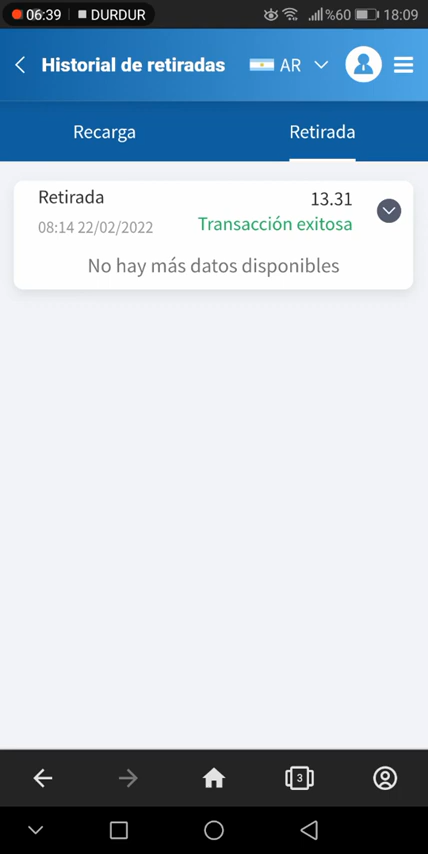 06:39 DURDUR %60 18:09
Historial de retiradas AR
Recarga Retirada
Retirada 13.31
08:14 22/02/2022 Transacción exitosa
No hay más datos disponibles
3